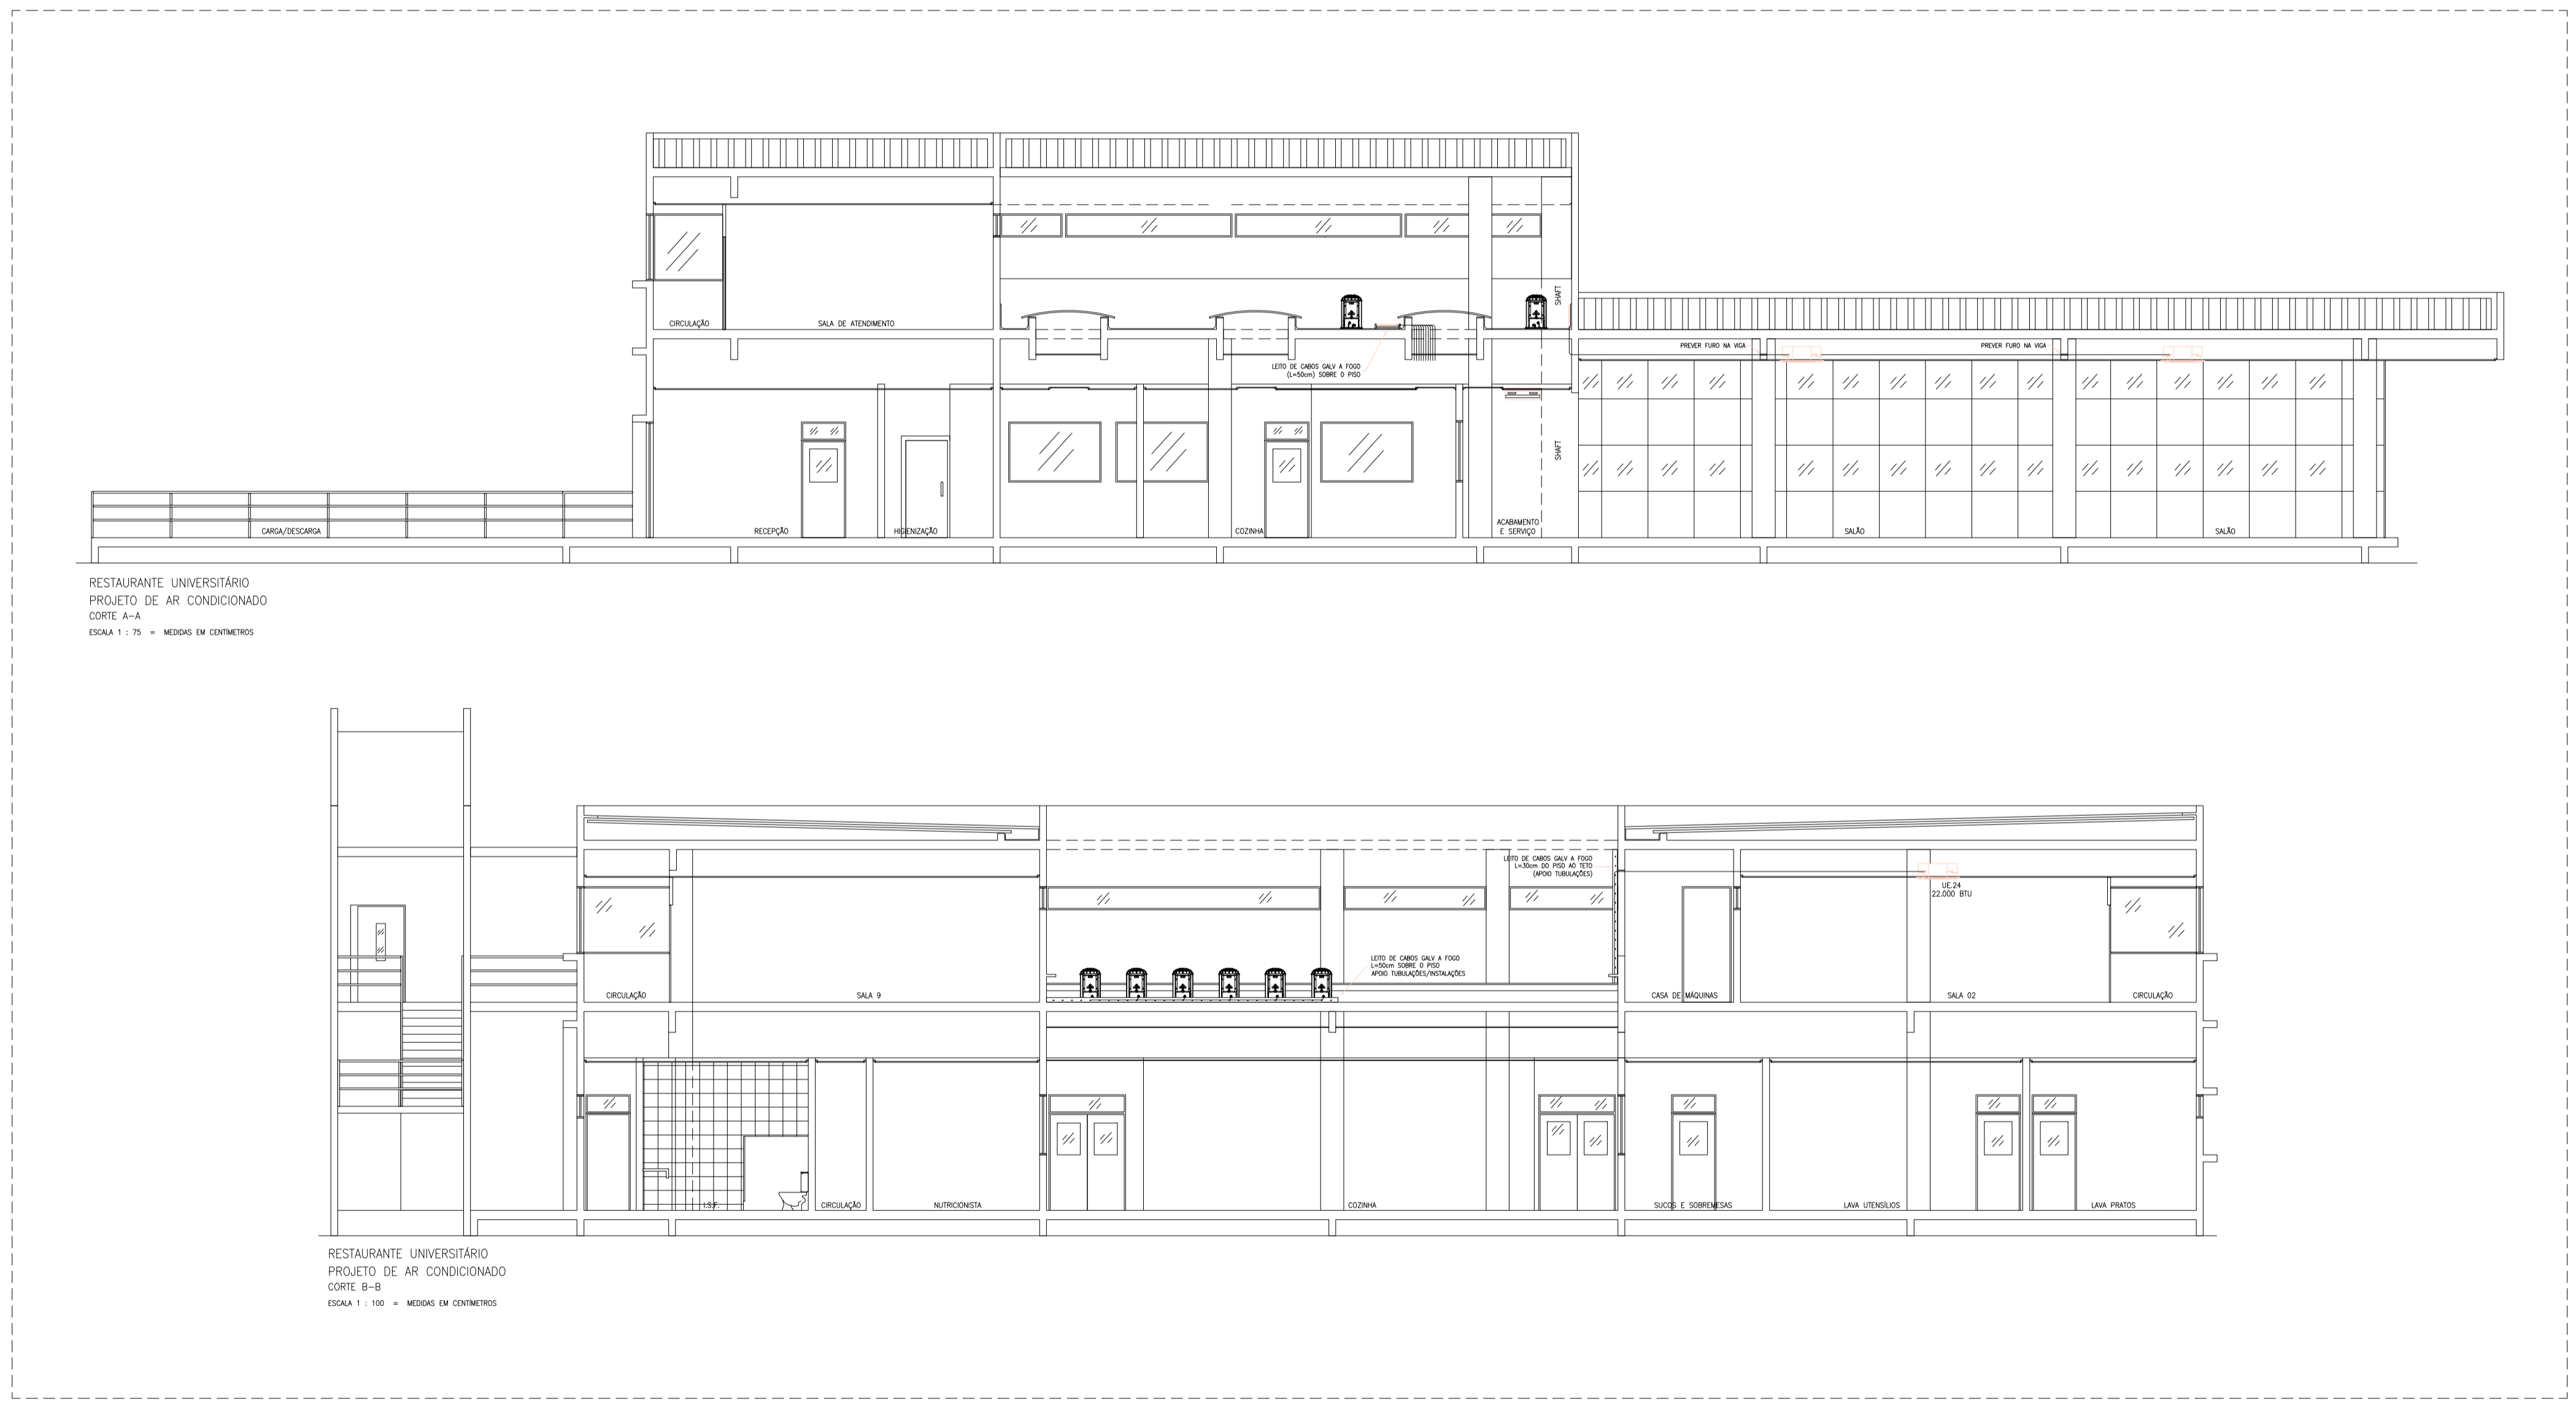 SHAFT
CIRCULAÇÃO
SALA DE ATENDIMENTO
PREVER FURO NA VIGA
PREVER FURO NA VIGA
LEITO DE CABOS GALV A FOGO
(L=50cm) SOBRE O PISO
SHAFT
CARGA/DESCARGA
RECEPÇÃO
HIGIENIZAÇÃO
COZINHA
ACABAMENTO
E SERVIÇO
SALÃO
SALÃO
RESTAURANTE UNIVERSITÁRIO
PROJETO DE AR CONDICIONADO
CORTE A-A
ESCALA 1 : 75 = MEDIDAS EM CENTÍMETROS
LEITO DE CABOS GALV A FOGO
L=30cm DO PISO AO TETO
(APOIO TUBULAÇÕES)
UE.24
22.000 BTU
LEITO DE CABOS GALV A FOGO
L=50cm SOBRE O PISO
APOIO TUBULAÇÕES/INSTALAÇÕES
CIRCULAÇÃO
SALA 9
CASA DE MÁQUINAS
SALA 02
CIRCULAÇÃO
I.S.F.
CIRCULAÇÃO
NUTRICIONISTA
COZINHA
SUCOS E SOBREMESAS
LAVA UTENSÍLIOS
LAVA PRATOS
RESTAURANTE UNIVERSITÁRIO
PROJETO DE AR CONDICIONADO
CORTE B-B
ESCALA 1 : 100 = MEDIDAS EM CENTÍMETROS